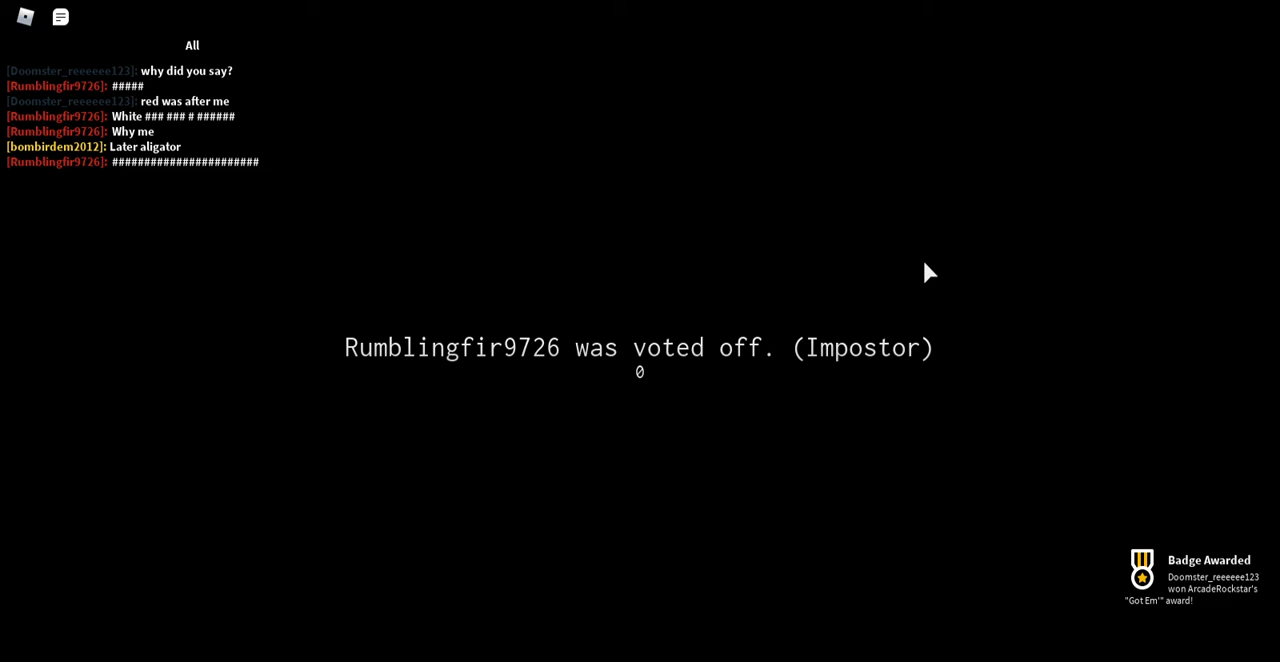 All
[Doomster_reeeeee123]: why did you say?
[Rumblingfir9726]: #####
[Doomster_reeeeee123]: red was after me
[Rumblingfir9726]: White ### ### # ######
[Rumblingfir9726]: Why me
[bombirdem2012]: Later aligator
[Rumblingfir9726]: #######################
Rumblingfir9726 was voted off. (Impostor)
0
Badge Awarded
Doomster_reeeeee123
won ArcadeRockstar's
"Got Em'" award!